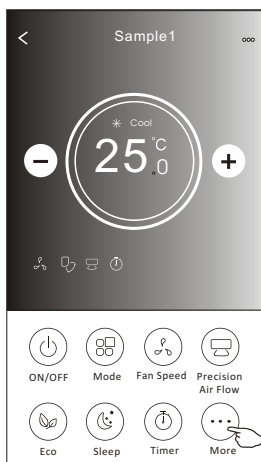 Sample1
Cool
25.0°C
ON/OFF
Mode
Fan Speed
Precision
Air Flow
Eco
Sleep
Timer
More